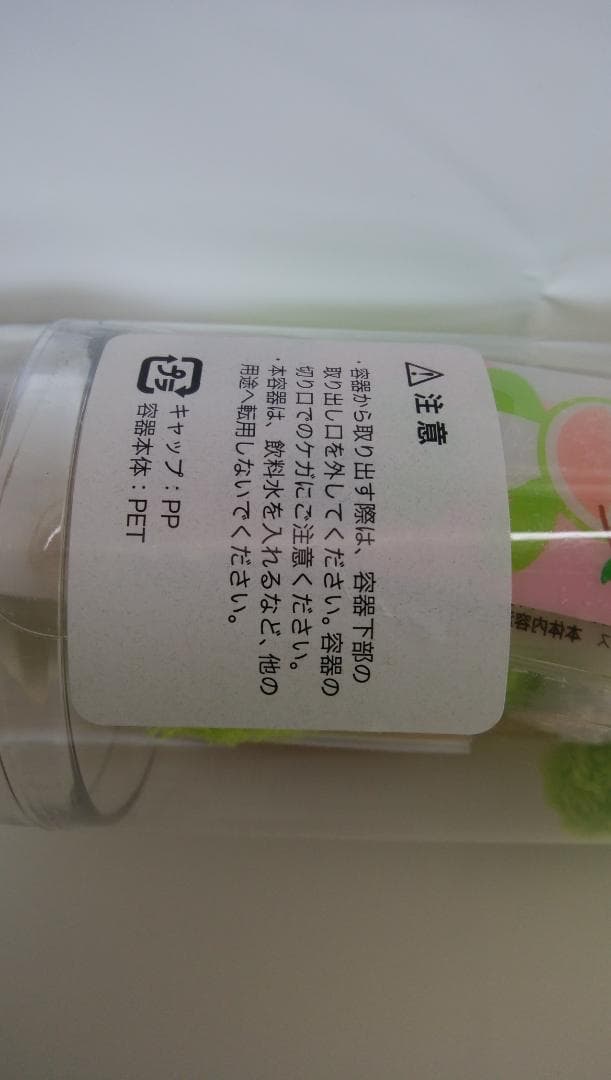 注意
・容器から取り出す際は、容器下部の
取り出し口を外してください。容器の
切り口でのケガにご注意ください。
・本容器は、飲料水を入れるなど、他の
用途へ転用しないでください。
プラ
キャップ：PP
容器本体：PET
本体内容